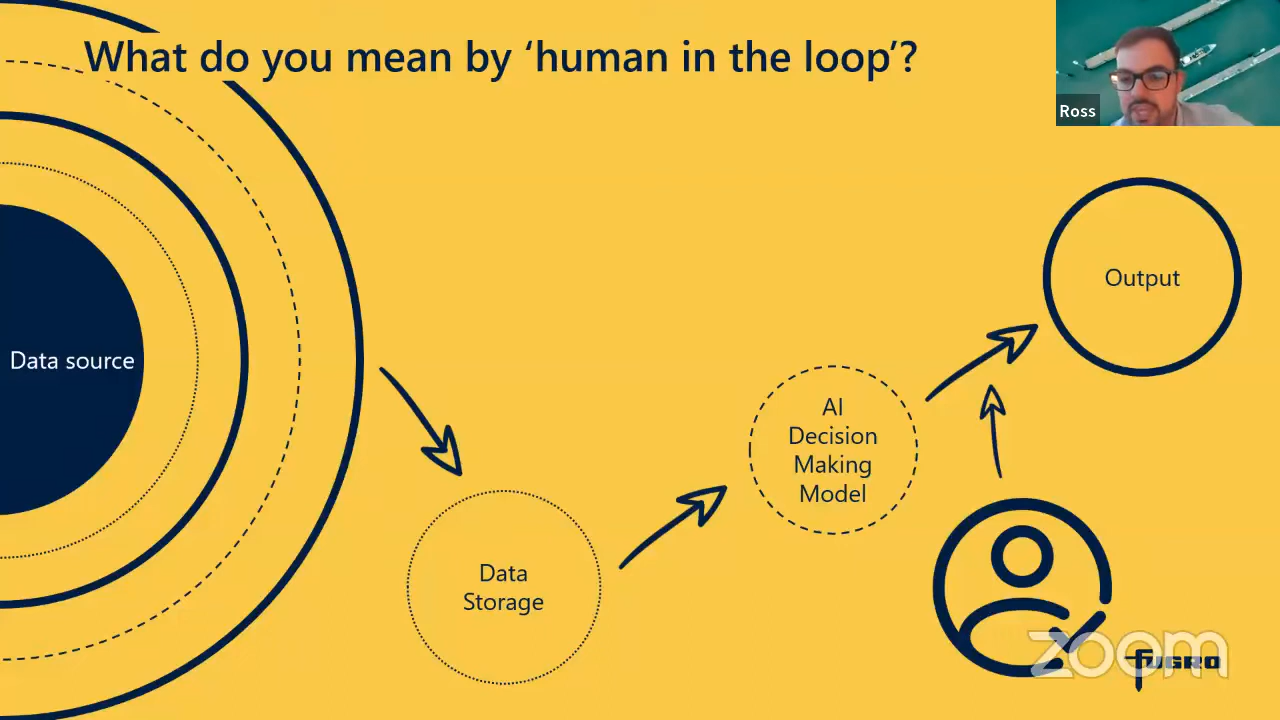 What do you mean by ‘human in the loop’?
Ross
Output
Data source
AI
Decision
Making
Model
Data
Storage
zoom
FUGRO